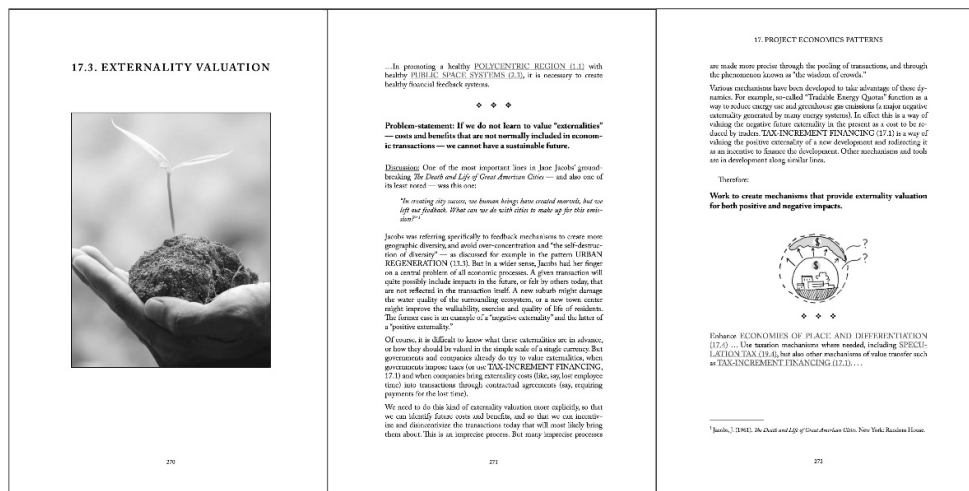 17.3. EXTERNALITY VALUATION
270
…In promoting a healthy POLYCENTRIC REGION (1.1) with
healthy PUBLIC SPACE SYSTEMS (2.3), it is necessary to create
healthy financial feedback systems.
❖ ❖ ❖
Problem-statement: If we do not learn to value “externalities”
— costs and benefits that are not normally included in econom-
ic transactions — we cannot have a sustainable future.
Discussion: One of the most important lines in Jane Jacobs' ground-
breaking The Death and Life of Great American Cities — and also one of
its least noted — was this one:
“In creating city success, we human beings have created marvels, but we
left out feedback. What can we do with cities to make up for this omis-
sion?”¹
Jacobs was referring specifically to feedback mechanisms to create more
geographic diversity, and avoid over-concentration and “the self-destruc-
tion of diversity” — as discussed for example in the pattern URBAN
REGENERATION (13.3). But in a wider sense, Jacobs had her finger
on a central problem of all economic processes. A given transaction will
quite possibly include impacts in the future, or felt by others today, that
are not reflected in the transaction itself. A new suburb might damage
the water quality of the surrounding ecosystem, or a new town center
might improve the walkability, exercise and quality of life of residents.
The former case is an example of a “negative externality” and the latter of
a “positive externality.”
Of course, it is difficult to know what these externalities are in advance,
or how they should be valued in the simple scale of a single currency. But
governments and companies already do try to value externalities, when
governments impose taxes (or use TAX-INCREMENT FINANCING,
17.1) and when companies bring externality costs (like, say, lost employee
time) into transactions through contractual agreements (say, requiring
payments for the lost time).
We need to do this kind of externality valuation more explicitly, so that
we can identify future costs and benefits, and so that we can incentiv-
ize and disincentivize the transactions today that will most likely bring
them about. This is an imprecise process. But many imprecise processes
271
17. PROJECT ECONOMICS PATTERNS
are made more precise through the pooling of transactions, and through
the phenomenon known as “the wisdom of crowds.”
Various mechanisms have been developed to take advantage of these dy-
namics. For example, so-called “Tradable Energy Quotas” function as a
way to reduce energy use and greenhouse gas emissions (a major negative
externality generated by many energy systems). In effect this is a way of
valuing the negative future externality in the present as a cost to be re-
duced by traders. TAX-INCREMENT FINANCING (17.1) is a way of
valuing the positive externality of a new development and redirecting it
as an incentive to finance the development. Other mechanisms and tools
are in development along similar lines.
Therefore:
Work to create mechanisms that provide externality valuation
for both positive and negative impacts.
$
?
?
$
❖ ❖ ❖
Enhance ECONOMIES OF PLACE AND DIFFERENTIATION
(17.4) … Use taxation mechanisms where needed, including SPECU-
LATION TAX (19.4), but also other mechanisms of value transfer such
as TAX-INCREMENT FINANCING (17.1). …
¹ Jacobs, J. (1961). The Death and Life of Great American Cities. New York: Random House.
272